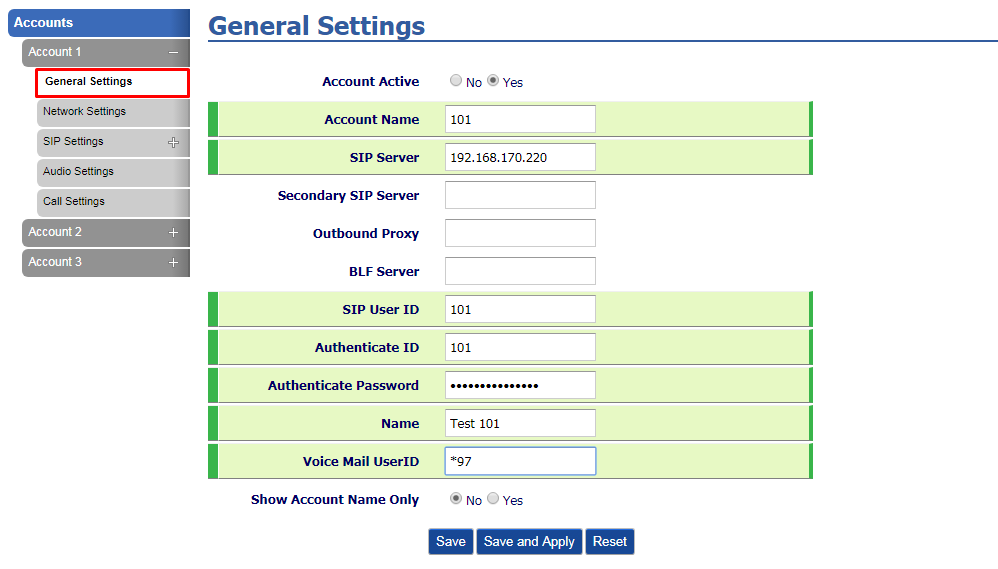 Accounts
Account 1
General Settings
Network Settings
SIP Settings
Audio Settings
Call Settings
Account 2
Account 3
General Settings
Account Active No Yes
Account Name 101
SIP Server 192.168.170.220
Secondary SIP Server
Outbound Proxy
BLF Server
SIP User ID 101
Authenticate ID 101
Authenticate Password •••••••••••••••
Name Test 101
Voice Mail UserID *97
Show Account Name Only No Yes
Save Save and Apply Reset